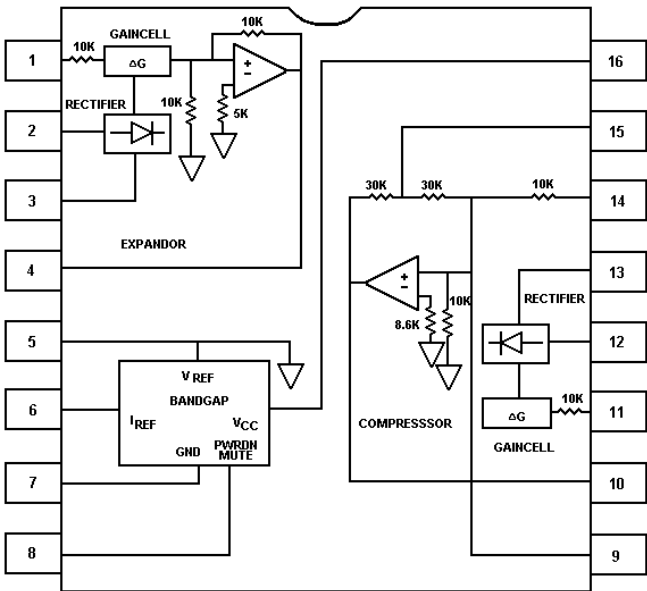 GAINCELL
10K
1
10K
ΔG
+
−
16
RECTIFIER
10K
5K
2
15
3
30K
30K
10K
14
EXPANDOR
4
+
−
13
RECTIFIER
8.6K
10K
5
12
V REF
BANDGAP
6
I REF
VCC
COMPRESSSOR
ΔG
10K
11
GND
PWRDN
MUTE
GAINCELL
7
10
8
9